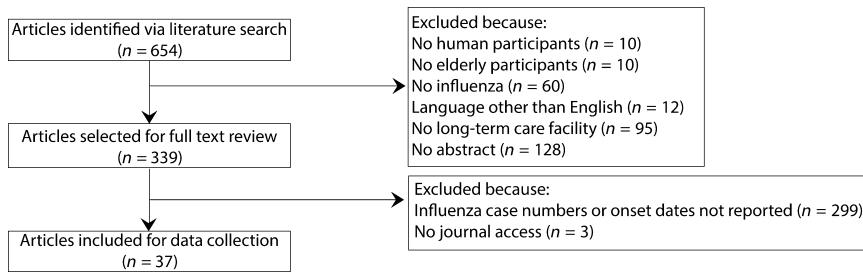 Articles identified via literature search
(n = 654)
Excluded because:
No human participants (n = 10)
No elderly participants (n = 10)
No influenza (n = 60)
Language other than English (n = 12)
No long-term care facility (n = 95)
No abstract (n = 128)
Articles selected for full text review
(n = 339)
Excluded because:
Influenza case numbers or onset dates not reported (n = 299)
No journal access (n = 3)
Articles included for data collection
(n = 37)